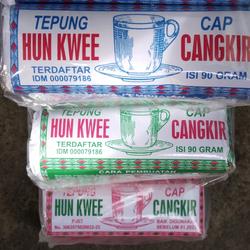 TEPUNG
HUN KWEE
TERDAFTAR
IDM 000079186
CAP
CANGKIR
ISI 90 GRAM
TEPUNG
HUN KWEE
TERDAFTAR
IDM 000079186
CAP
CANGKIR
ISI 90 GRAM
CARA PEMBUATAN
TEPUNG
HUN KWEE
CAP
CANGKIR